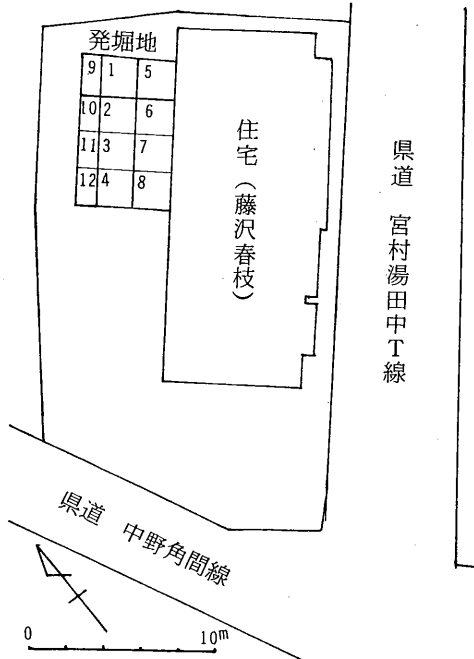 発堀地
9 1 5
10 2 6
11 3 7
12 4 8
住宅（藤沢春枝）
県道 宮村湯田中T線
県道 中野角間線
0 10m